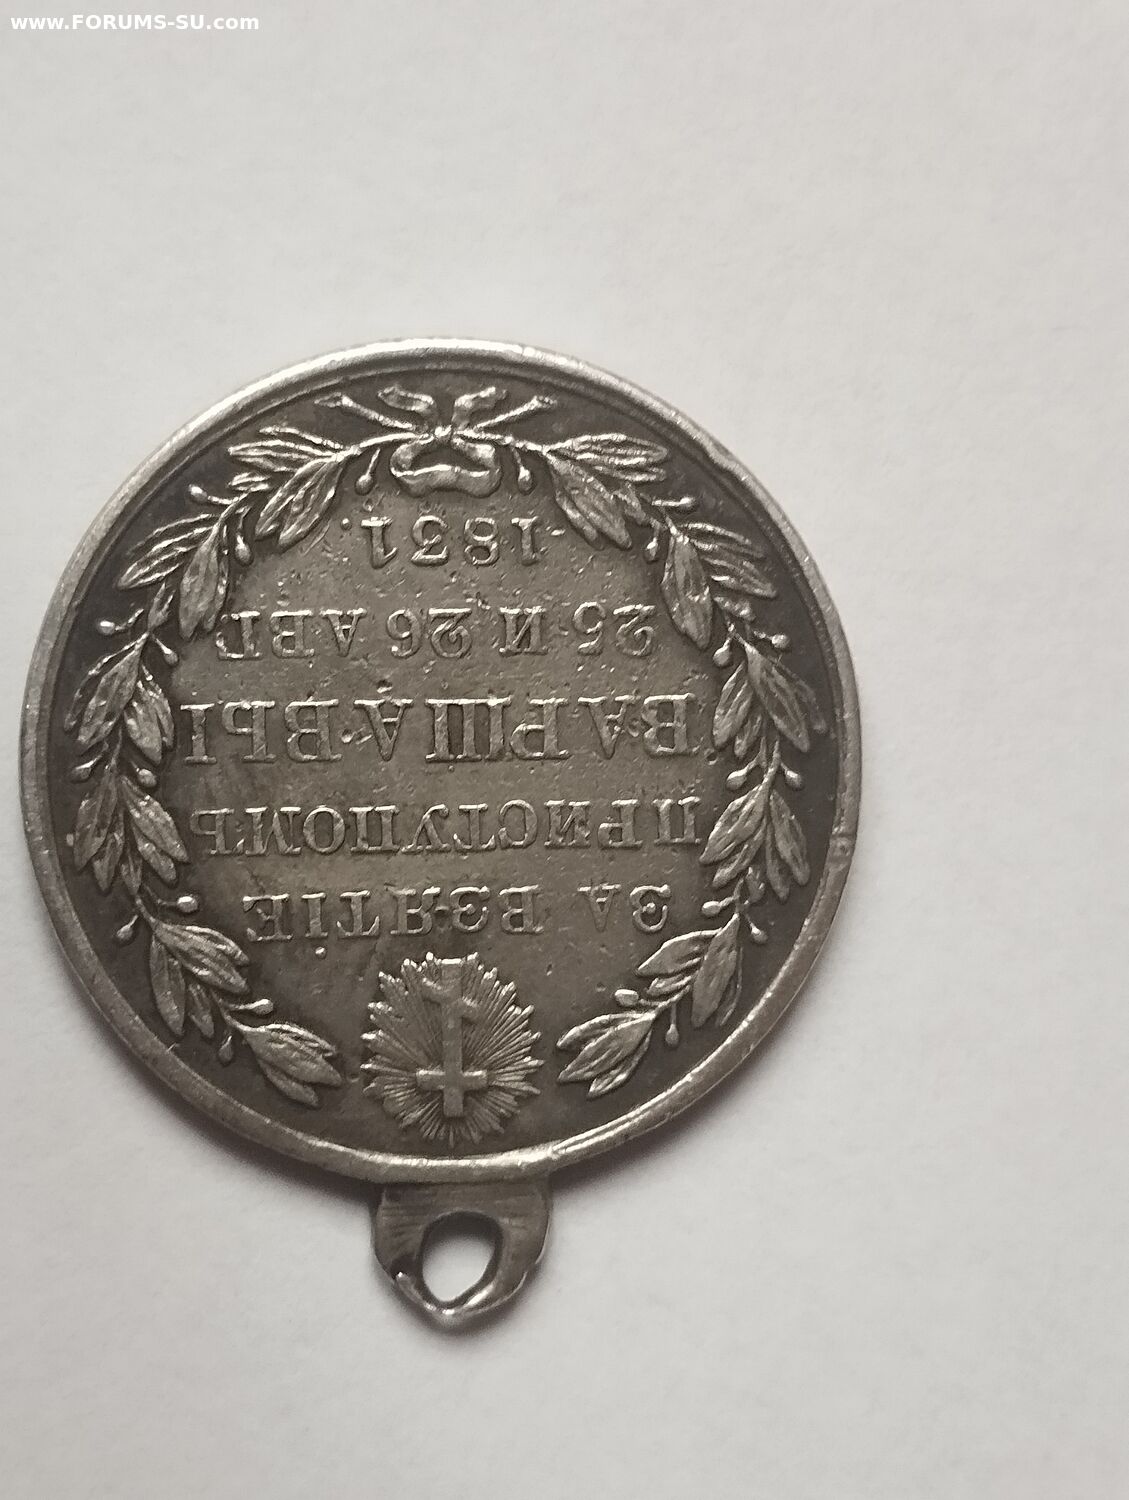 www.FORUMS-SU.com
ЗА ВЗЯТІЕ
ПРИСТУПОМЪ
ВАРШАВЫ
25 И 26 АВГ.
1831.